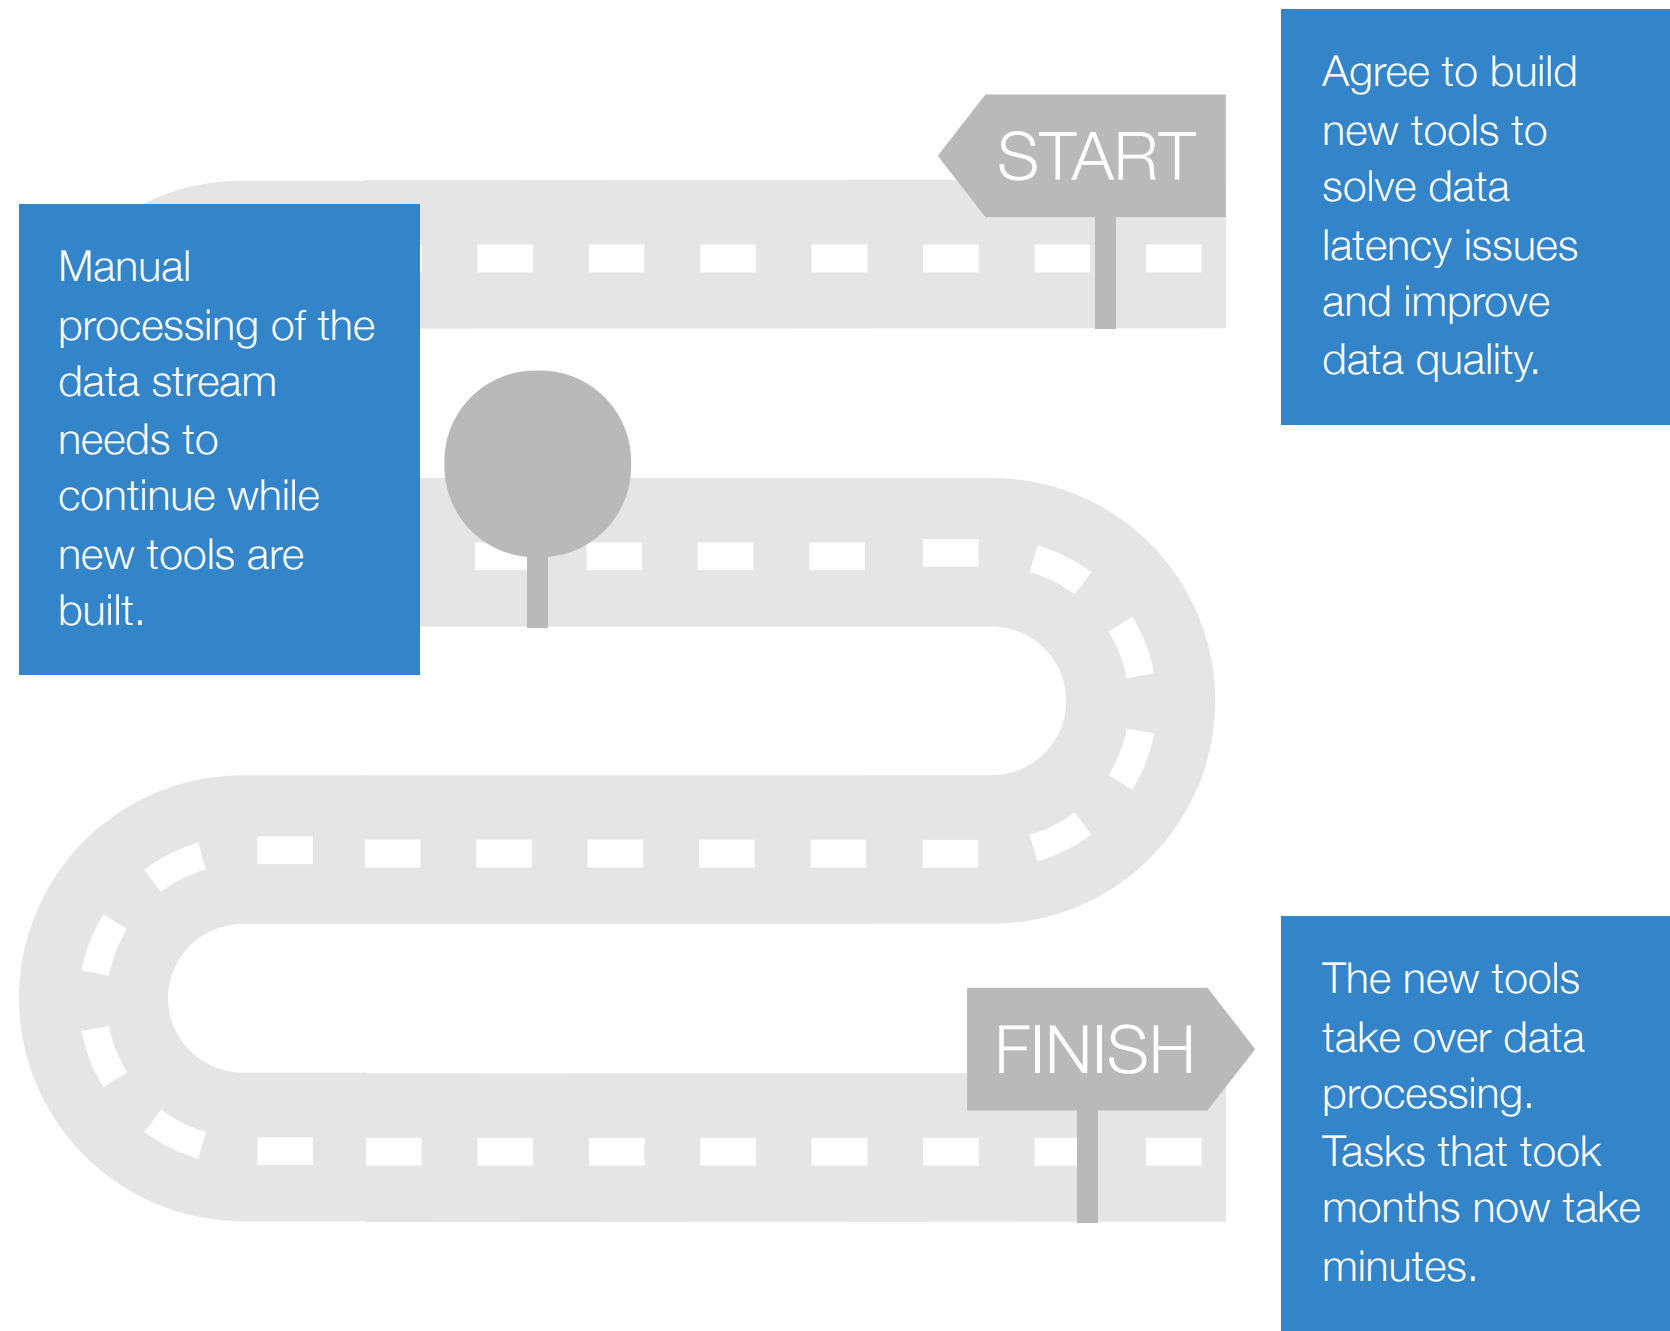 START
Agree to build
new tools to
solve data
latency issues
and improve
data quality.
Manual
processing of the
data stream
needs to
continue while
new tools are
built.
FINISH
The new tools
take over data
processing.
Tasks that took
months now take
minutes.